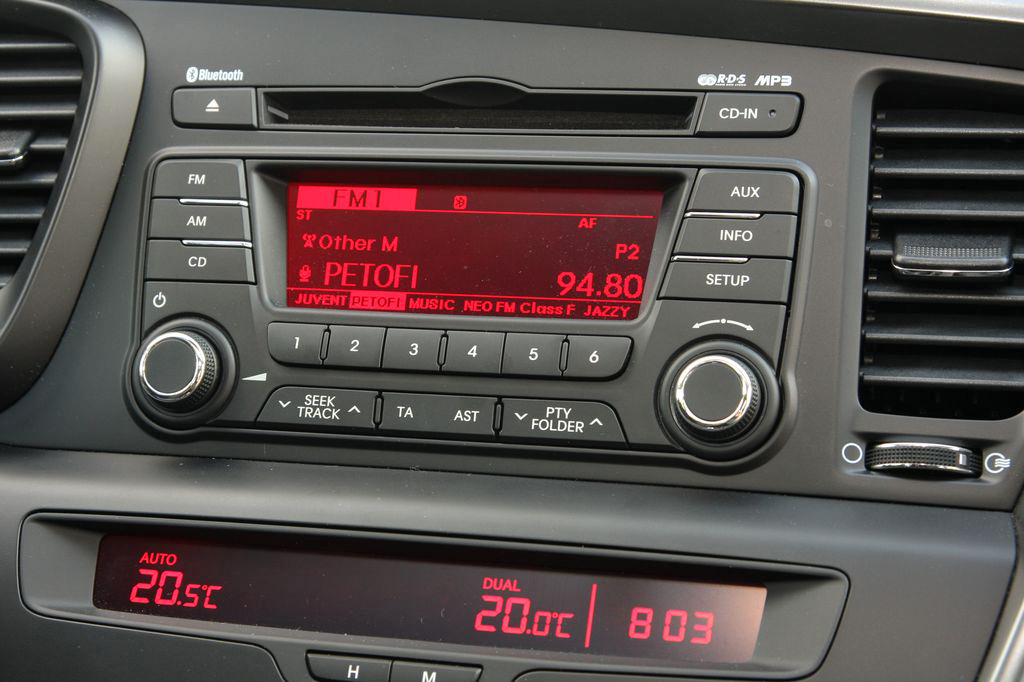 Bluetooth
R·D·S MP3
CD-IN
FM
AM
CD
FM 1
ST
AF
Other M
P2
PETOFI
94.80
JUVENT PETOFI MUSIC NEO FM Class F JAZZY
AUX
INFO
SETUP
1 2 3 4 5 6
SEEK
TRACK
TA AST
PTY
FOLDER
AUTO
20.5°C
DUAL
20.0°C
8 03
H M